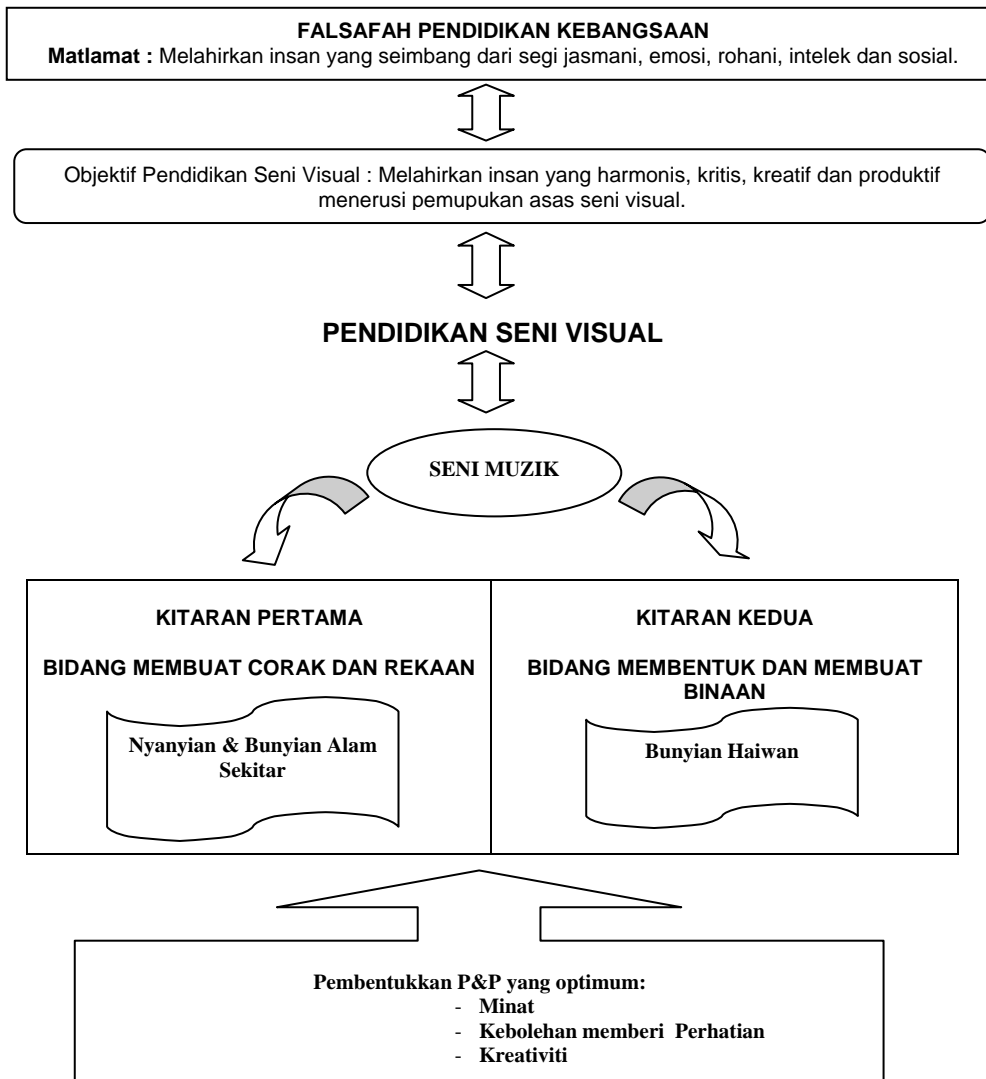 FALSAFAH PENDIDIKAN KEBANGSAAN
Matlamat : Melahirkan insan yang seimbang dari segi jasmani, emosi, rohani, intelek dan sosial.
Objektif Pendidikan Seni Visual : Melahirkan insan yang harmonis, kritis, kreatif dan produktif
menerusi pemupukan asas seni visual.
PENDIDIKAN SENI VISUAL
SENI MUZIK
KITARAN PERTAMA
BIDANG MEMBUAT CORAK DAN REKAAN
Nyanyian & Bunyian Alam
Sekitar
KITARAN KEDUA
BIDANG MEMBENTUK DAN MEMBUAT
BINAAN
Bunyian Haiwan
Pembentukkan P&P yang optimum:
- Minat
- Kebolehan memberi Perhatian
- Kreativiti